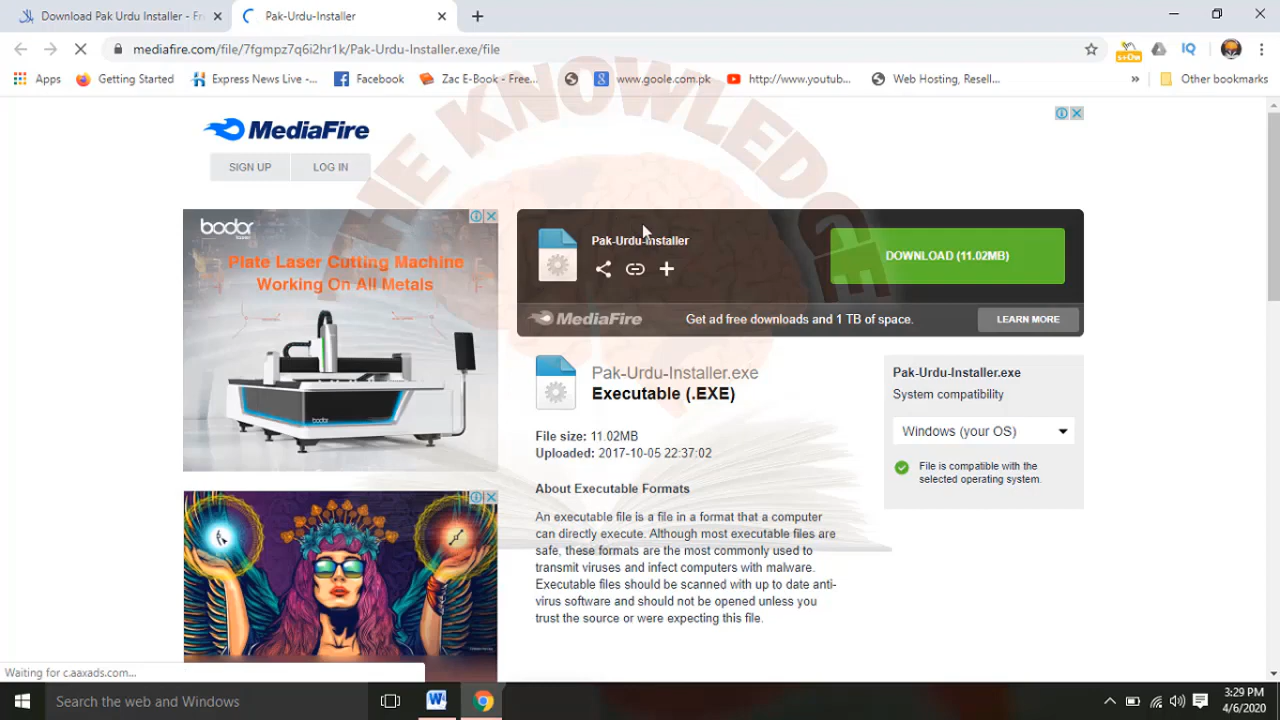 Download Pak Urdu Installer - Fr
Pak-Urdu-Installer
mediafire.com/file/7fgmpz7q6i2hr1k/Pak-Urdu-Installer.exe/file
s+Ow
IQ
Apps
Getting Started
Express News Live -...
Facebook
Zac E-Book - Free...
www.goole.com.pk
http://www.youtub...
Web Hosting, Resell...
»
Other bookmarks
THE KNOWLEDGE
MediaFire
SIGN UP
LOG IN
bodor
Plate Laser Cutting Machine
Working On All Metals
bodor
Pak-Urdu-Installer
DOWNLOAD (11.02MB)
MediaFire
Get ad free downloads and 1 TB of space.
LEARN MORE
Pak-Urdu-Installer.exe
Executable (.EXE)
File size: 11.02MB
Uploaded: 2017-10-05 22:37:02
About Executable Formats
An executable file is a file in a format that a computer
can directly execute. Although most executable files are
safe, these formats are the most commonly used to
transmit viruses and infect computers with malware.
Executable files should be scanned with up to date anti-
virus software and should not be opened unless you
trust the source or were expecting this file.
Pak-Urdu-Installer.exe
System compatibility
Windows (your OS)
File is compatible with the
selected operating system.
Waiting for c.aaxads.com...
Search the web and Windows
3:29 PM
4/6/2020